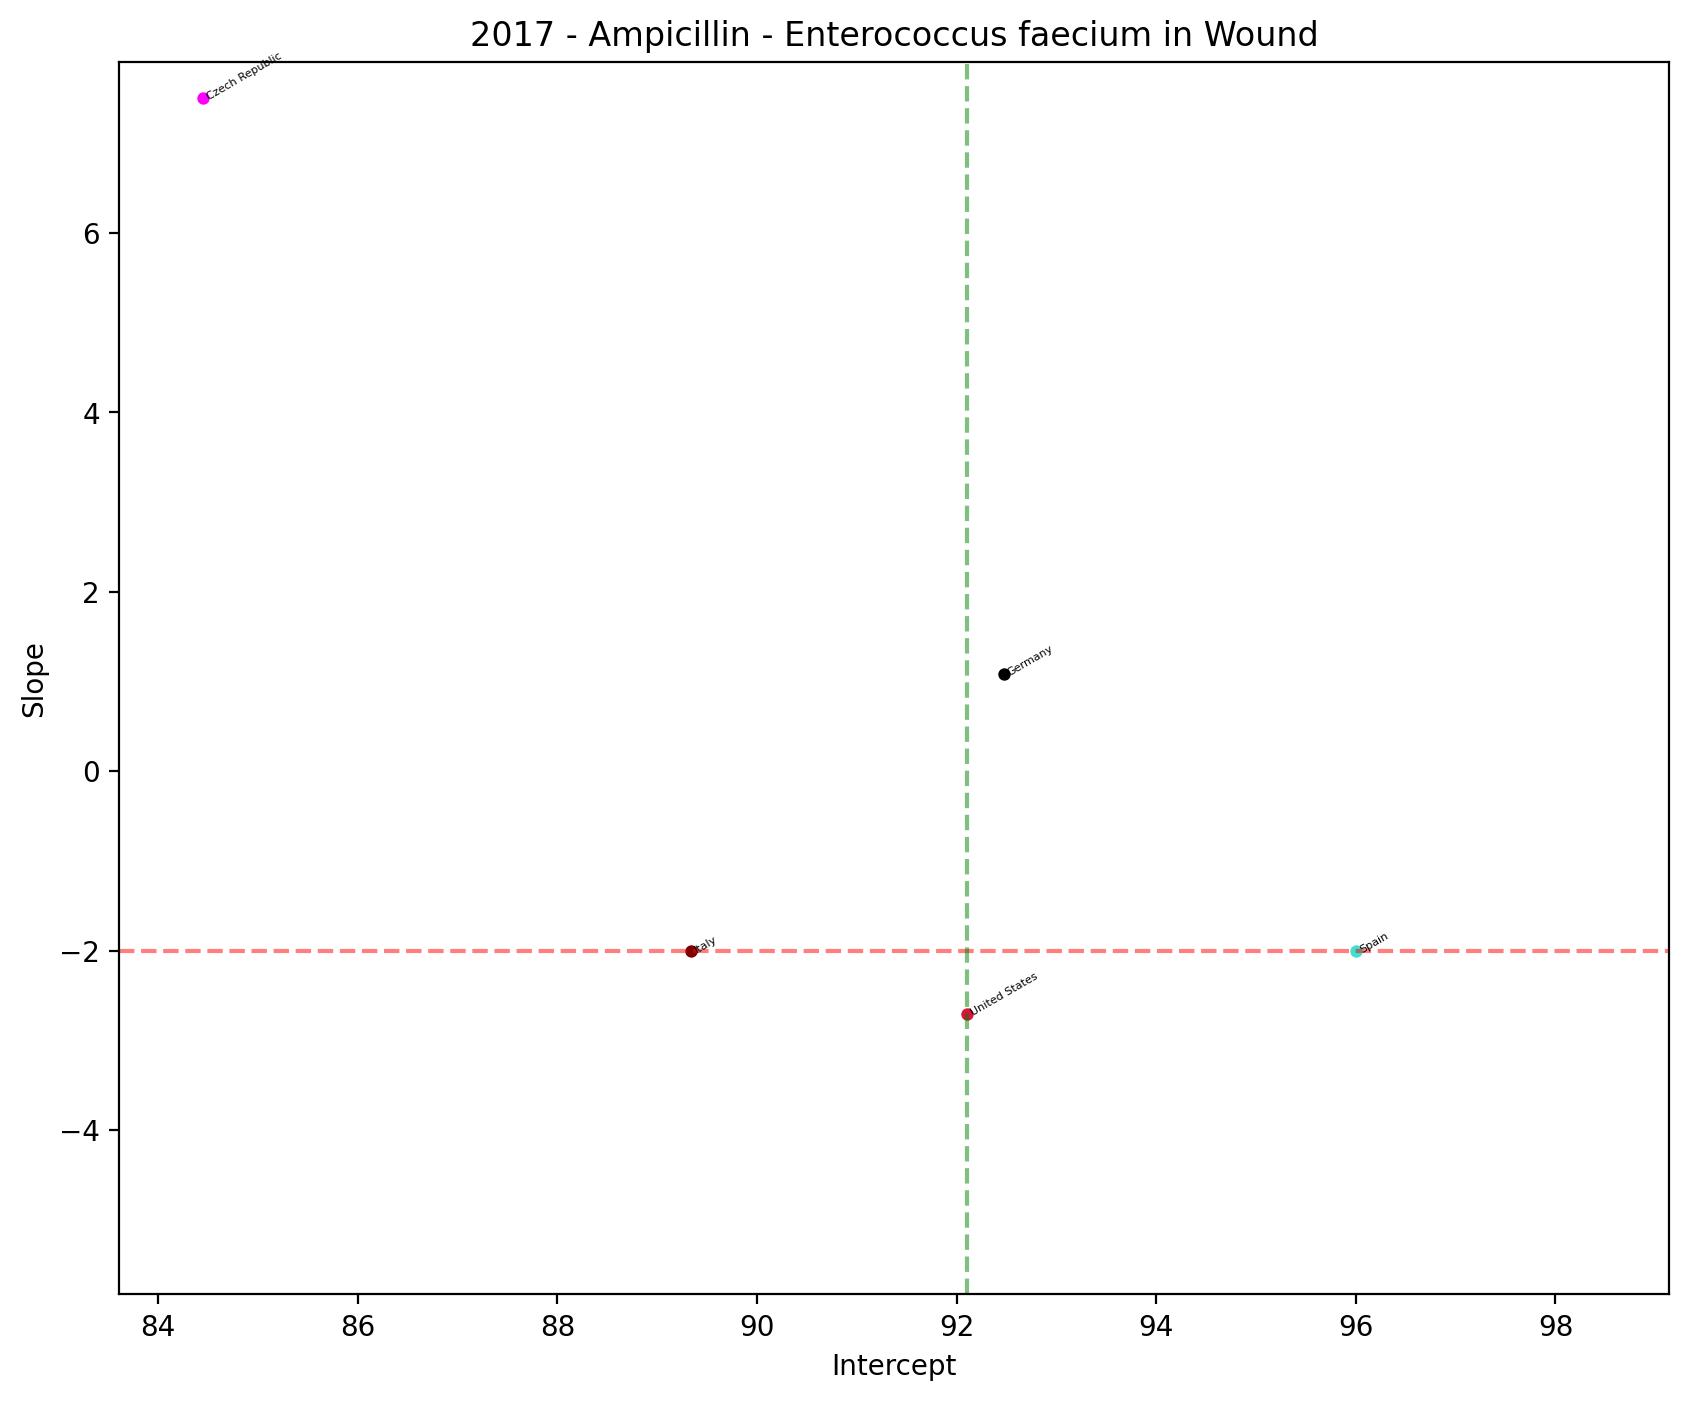 2017 - Ampicillin - Enterococcus faecium in Wound
Czech Republic
6
4
2
0
−2
−4
Slope
Germany
Italy
Spain
United States
84 86 88 90 92 94 96 98
Intercept